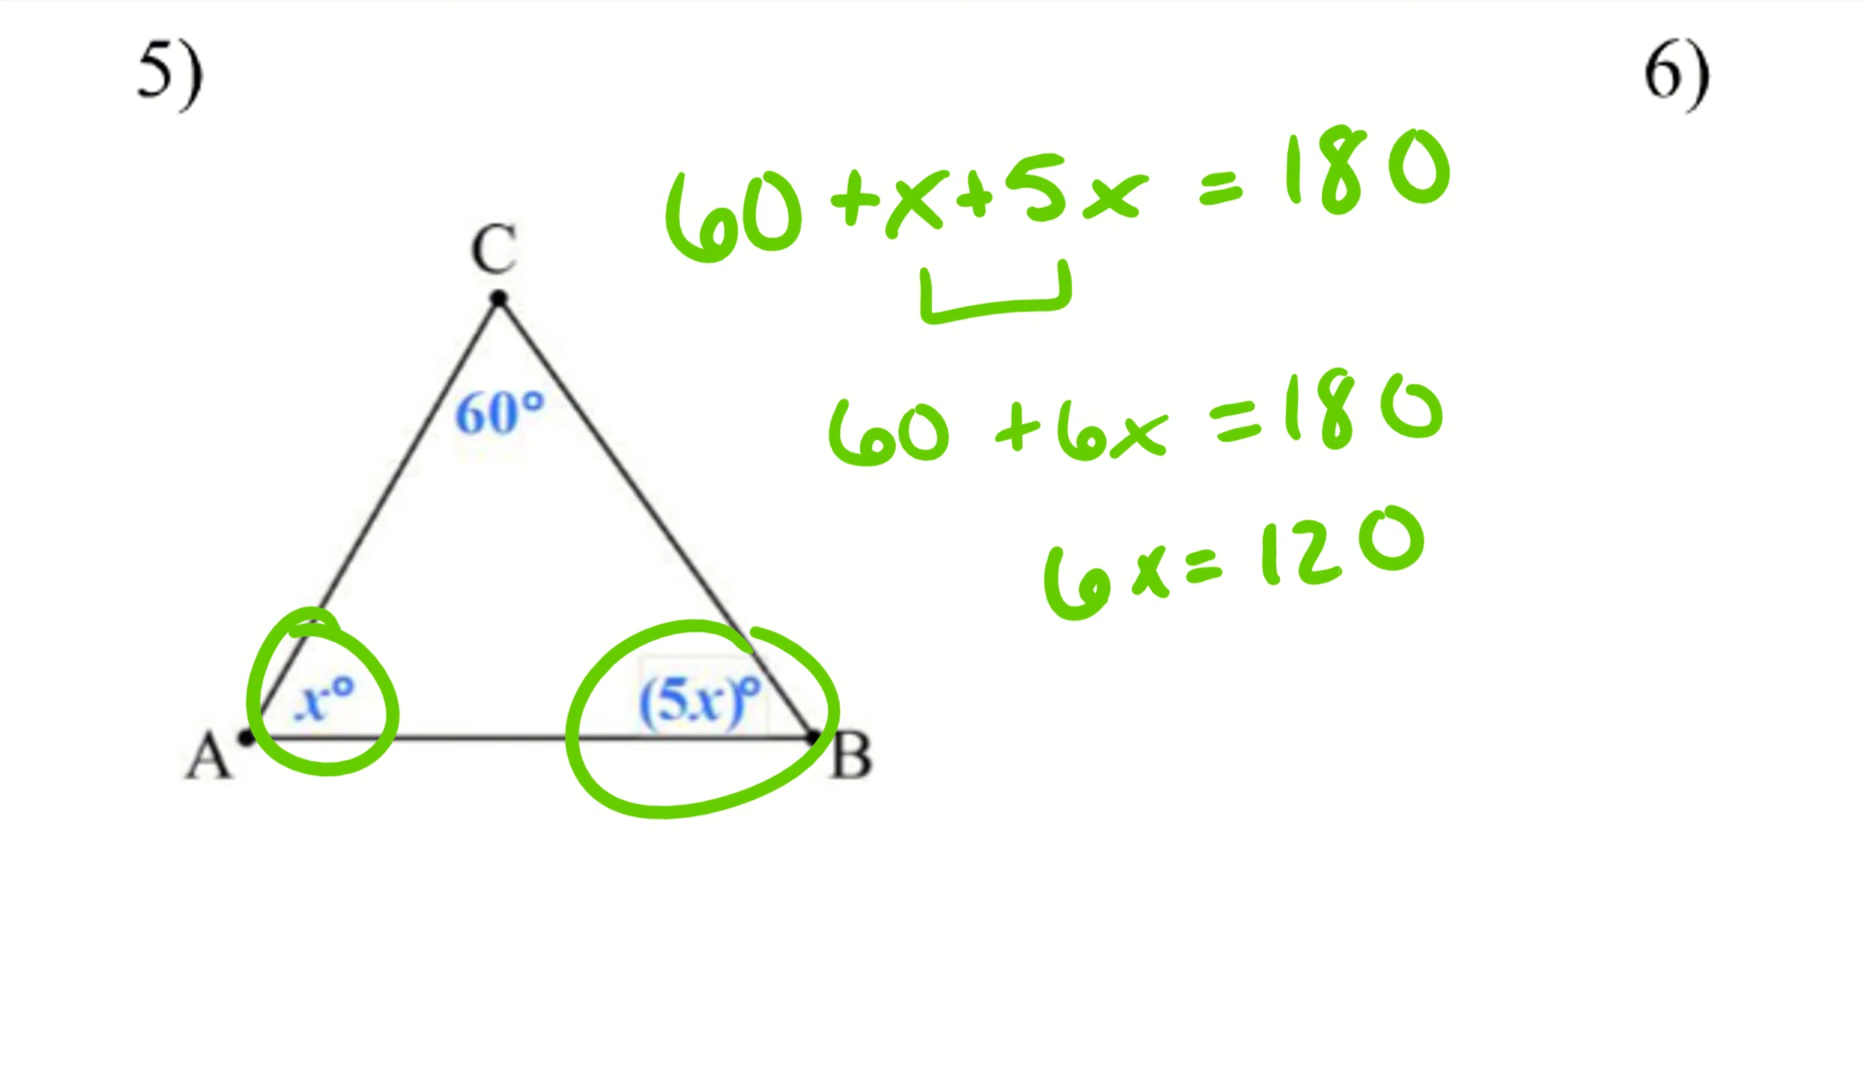 5)
6)
60 + x + 5x = 180
C
60°
60 + 6x = 180
6x = 120
x°
(5x)°
A
B